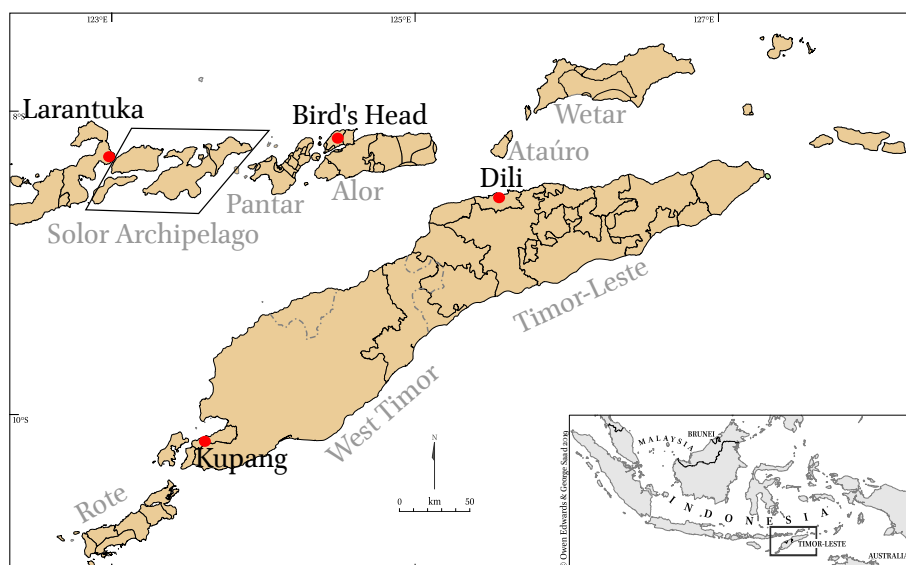 123°E
125°E
127°E
8°S
10°S
Larantuka
Bird's Head
Wetar
Ataúro
Dili
Pantar
Alor
Solor Archipelago
Timor-Leste
West Timor
Kupang
Rote
N
0 km 50
© Owen Edwards & George Saad 2019
BRUNEI
MALAYSIA
INDONESIA
TIMOR-LESTE
AUSTRALIA